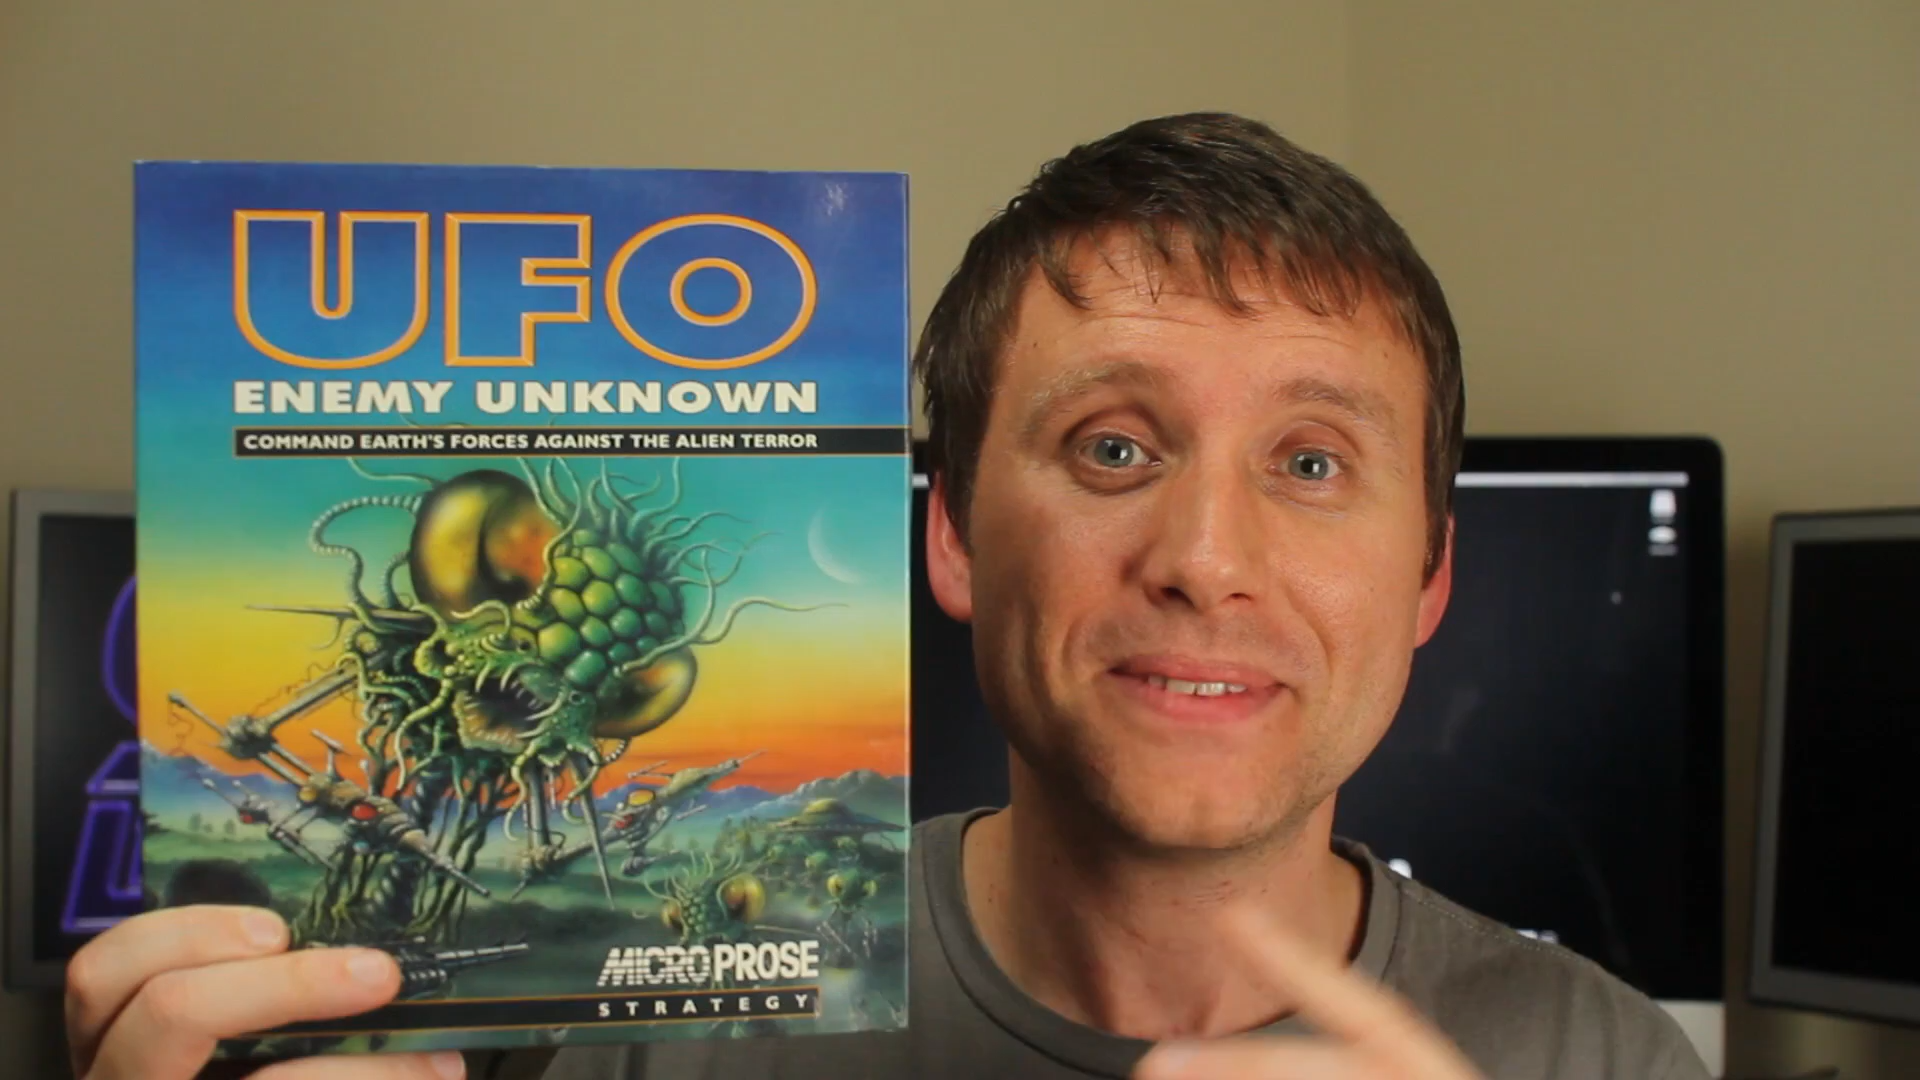 UFO
ENEMY UNKNOWN
COMMAND EARTH'S FORCES AGAINST THE ALIEN TERROR
MICROPROSE
STRATEGY